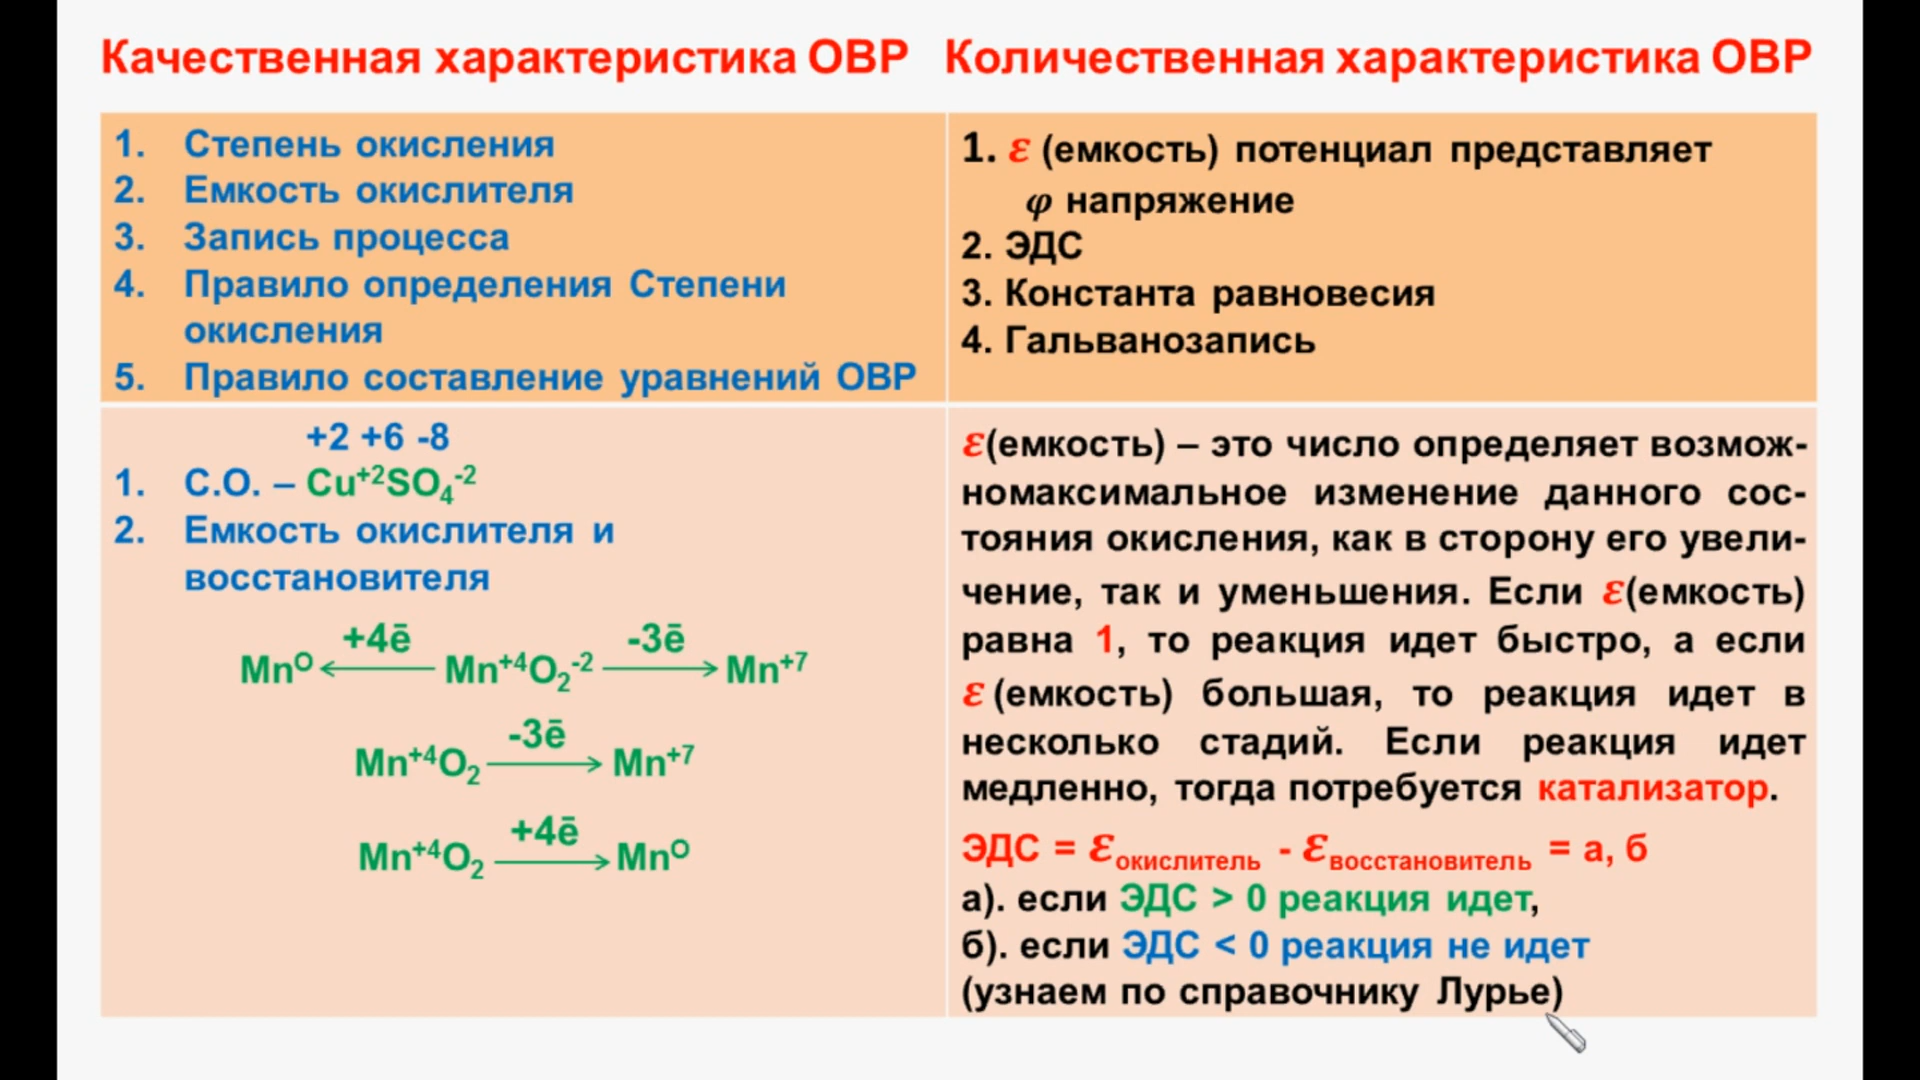 Качественная характеристика ОВР
Количественная характеристика ОВР
1. Степень окисления
2. Емкость окислителя
3. Запись процесса
4. Правило определения Степени
окисления
5. Правило составление уравнений ОВР
1. ε (емкость) потенциал представляет
φ напряжение
2. ЭДС
3. Константа равновесия
4. Гальванозапись
+2 +6 -8
1. С.О. – Cu⁺²SO₄⁻²
2. Емкость окислителя и
восстановителя
+4ē -3ē
Mn⁰ ← Mn⁺⁴O₂⁻² → Mn⁺⁷
-3ē
Mn⁺⁴O₂ → Mn⁺⁷
+4ē
Mn⁺⁴O₂ → Mn⁰
ε(емкость) – это число определяет возмож-
номаксимальное изменение данного сос-
тояния окисления, как в сторону его увели-
чение, так и уменьшения. Если ε(емкость)
равна 1, то реакция идет быстро, а если
ε (емкость) большая, то реакция идет в
несколько стадий. Если реакция идет
медленно, тогда потребуется катализатор.
ЭДС = ε окислитель - ε восстановитель = а, б
а). если ЭДС > 0 реакция идет,
б). если ЭДС < 0 реакция не идет
(узнаем по справочнику Лурье)